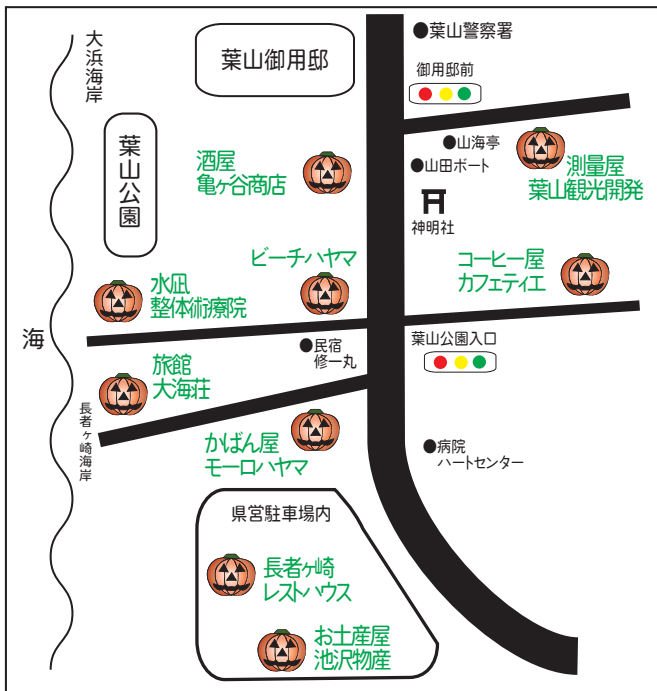 大浜海岸
葉山御用邸
●葉山警察署
御用邸前
葉山公園
酒屋
亀ヶ谷商店
●山海亭
●山田ボート
測量屋
葉山観光開発
神明社
ビーチハヤマ
コーヒー屋
カフェティエ
水凪
整体術療院
海
●民宿
修一丸
葉山公園入口
旅館
大海荘
長者ヶ崎海岸
かばん屋
モーロハヤマ
●病院
ハートセンター
県営駐車場内
長者ヶ崎
レストハウス
お土産屋
池沢物産